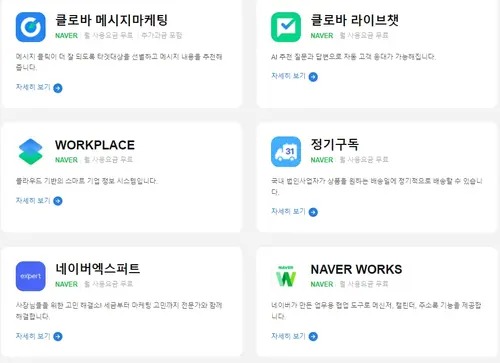 클로바 메시지마케팅
NAVER 월 사용요금 무료 추가과금 포함
메시지 클릭이 더 잘 되도록 타겟대상을 선별하고 메시지 내용을 추천해
줍니다.
자세히 보기
클로바 라이브챗
NAVER 월 사용요금 무료
AI 추천 질문과 답변으로 자동 고객 응대가 가능해집니다.
자세히 보기
WORKPLACE
NAVER 월 사용요금 무료
클라우드 기반의 스마트 기업 정보 시스템입니다.
자세히 보기
31
정기구독
NAVER 월 사용요금 무료
국내 법인사업자가 상품을 원하는 배송일에 정기적으로 배송할 수 있습니
다.
자세히 보기
expert
네이버엑스퍼트
NAVER 월 사용요금 무료
사장님들을 위한 고민 해결소! 세금부터 마케팅 고민까지 전문가와 함께
해결합니다.
자세히 보기
NAVER
W
NAVER WORKS
NAVER 월 사용요금 무료
네이버가 만든 업무용 협업 도구로 메신저, 캘린더, 주소록 기능을 제공합
니다.
자세히 보기